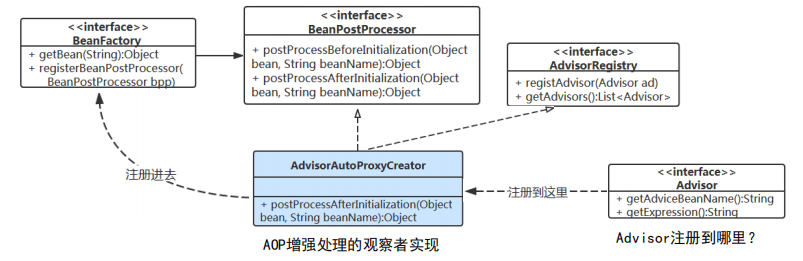 <<interface>>
BeanFactory
+ getBean(String):Object
+ registerBeanPostProcessor(
BeanPostProcessor bpp)
<<interface>>
BeanPostProcessor
+ postProcessBeforeInitialization(Object
bean, String beanName):Object
+ postProcessAfterInitialization(Object
bean, String beanName):Object
<<interface>>
AdvisorRegistry
+ registAdvisor(Advisor ad)
+ getAdvisors():List<Advisor>
注册进去
AdvisorAutoProxyCreator
+ postProcessAfterInitialization(Object
bean, String beanName):Object
注册到这里
<<interface>>
Advisor
+ getAdviceBeanName():String
+ getExpression():String
AOP增强处理的观察者实现
Advisor注册到哪里?